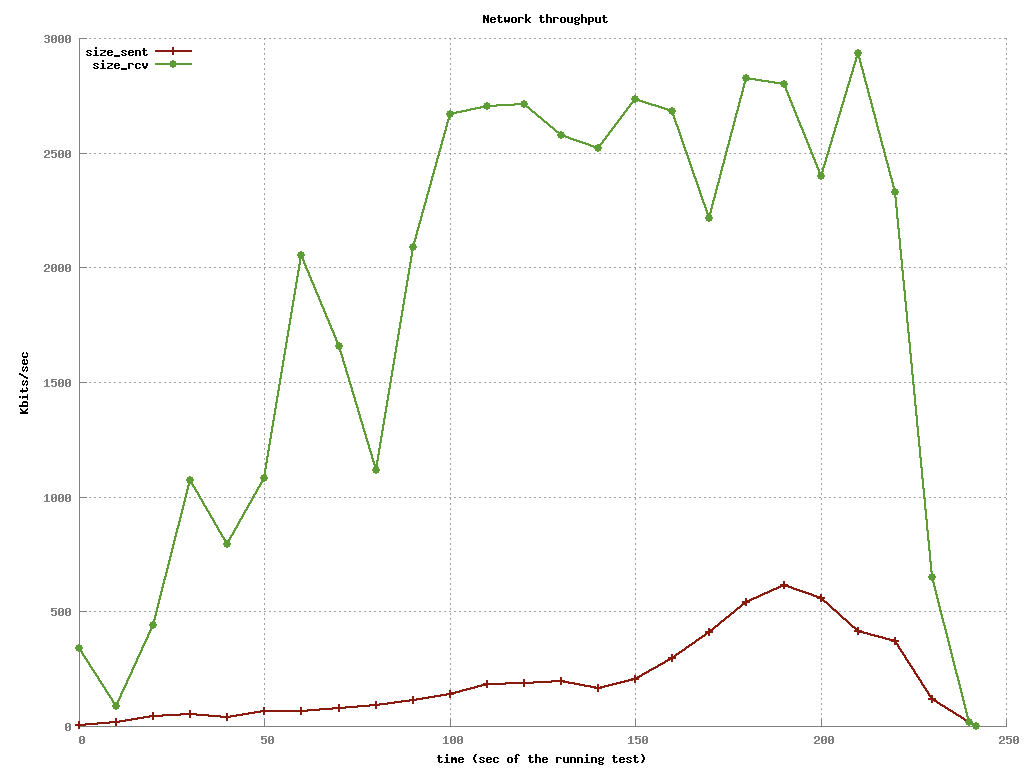 Network throughput
size_sent
size_rcv
3000
2500
2000
1500
1000
500
0
Kbits/sec
0 50 100 150 200 250
time (sec of the running test)